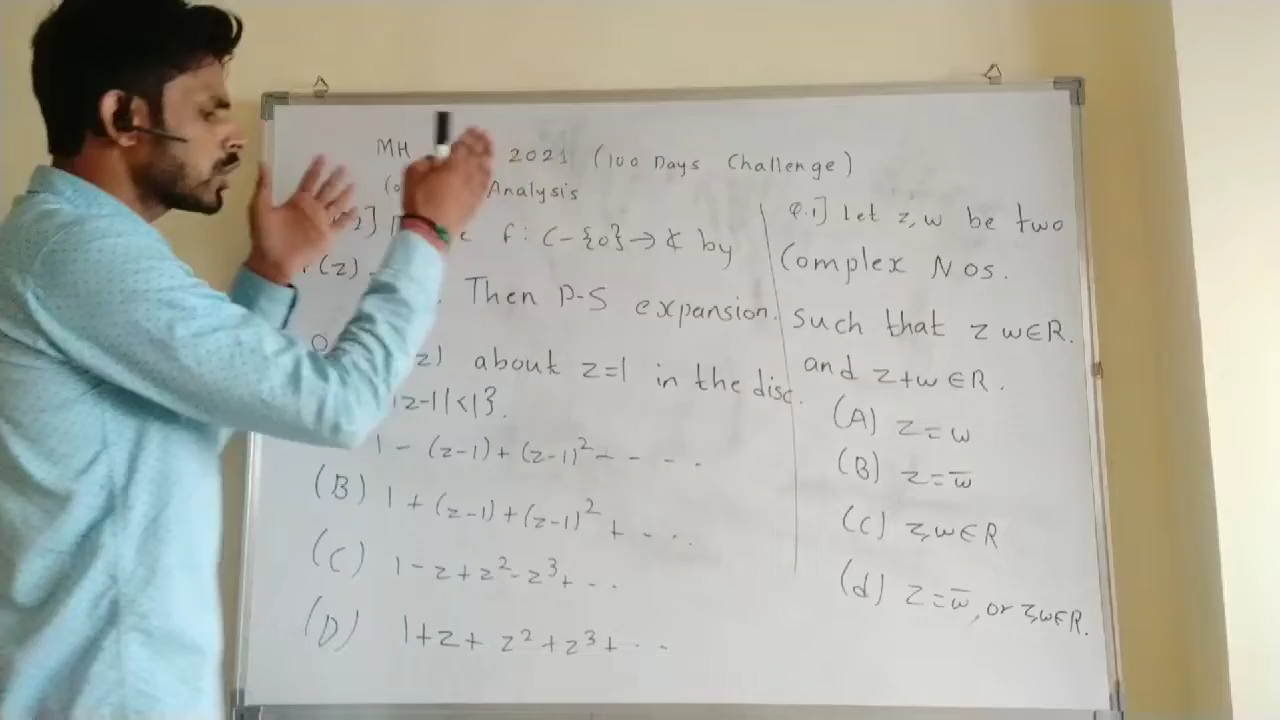 MH 2021 (100 Days Challenge)
Analysis
2] f: C-{0}→ℂ by
(z)
. Then P-S expansion.
z) about z=1 in the disc.
|z-1|<1}.
1 - (z-1) + (z-1)² - - - - .
(B) 1 + (z-1) + (z-1)² + - - . .
(C) 1 - z + z² - z³ + - . .
(D) 1 + z + z² + z³ + - . -
Q.1] Let z, w be two
Complex Nos.
such that z w∈R.
and z+w∈R.
(A) z = w
(B) z = w̅
(C) z,w∈R
(d) z = w̅, or z,w∈R.